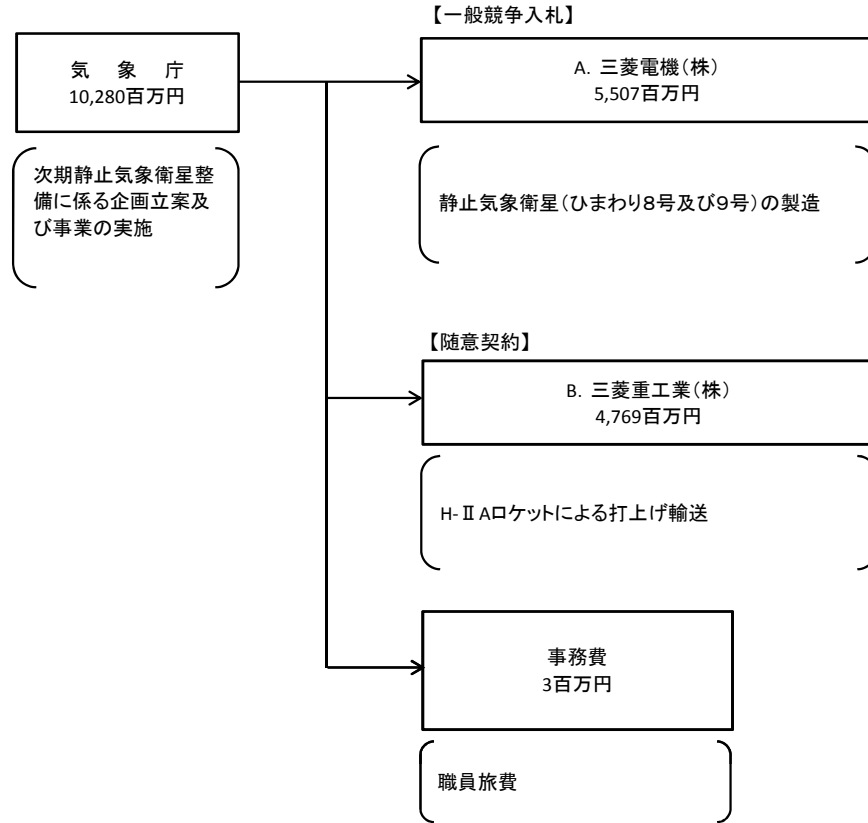 気 象 庁
10,280百万円
次期静止気象衛星整
備に係る企画立案及
び事業の実施
【一般競争入札】
A. 三菱電機(株)
5,507百万円
静止気象衛星(ひまわり8号及び9号)の製造
【随意契約】
B. 三菱重工業(株)
4,769百万円
H-ⅡAロケットによる打上げ輸送
事務費
3百万円
職員旅費